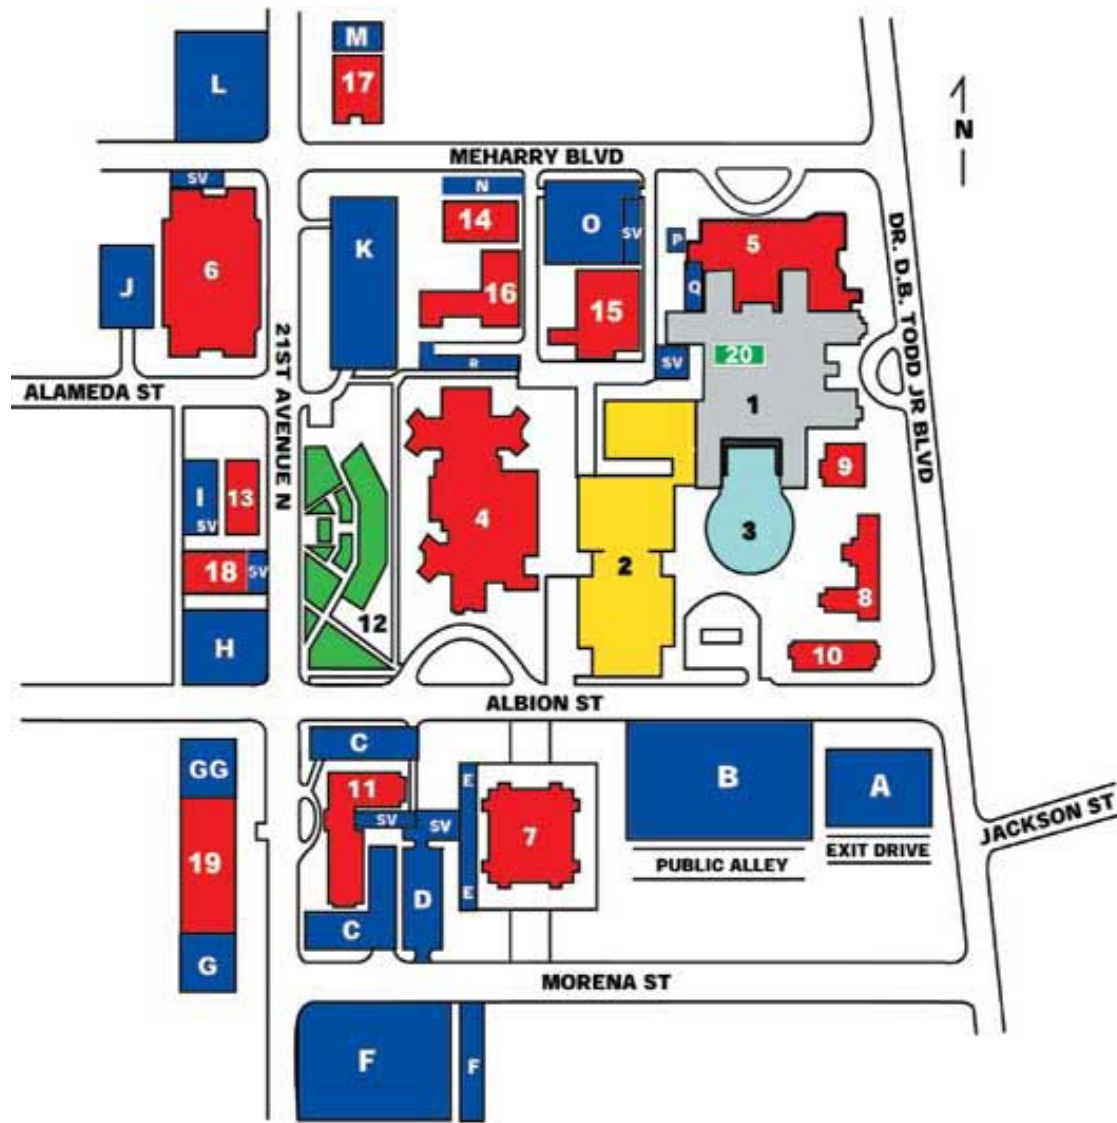 M
L
17
N
MEHARRY BLVD
SV
N
14
O
SV
P
5
K
6
J
16
Q
15
DR. D.B. TODD JR BLVD
21ST AVENUE N
R
SV
20
ALAMEDA ST
1
9
I
13
SV
4
3
18
SV
2
8
12
H
10
ALBION ST
C
GG
11
E
B
A
SV
SV
7
JACKSON ST
19
EXIT DRIVE
PUBLIC ALLEY
E
D
C
G
MORENA ST
F
F